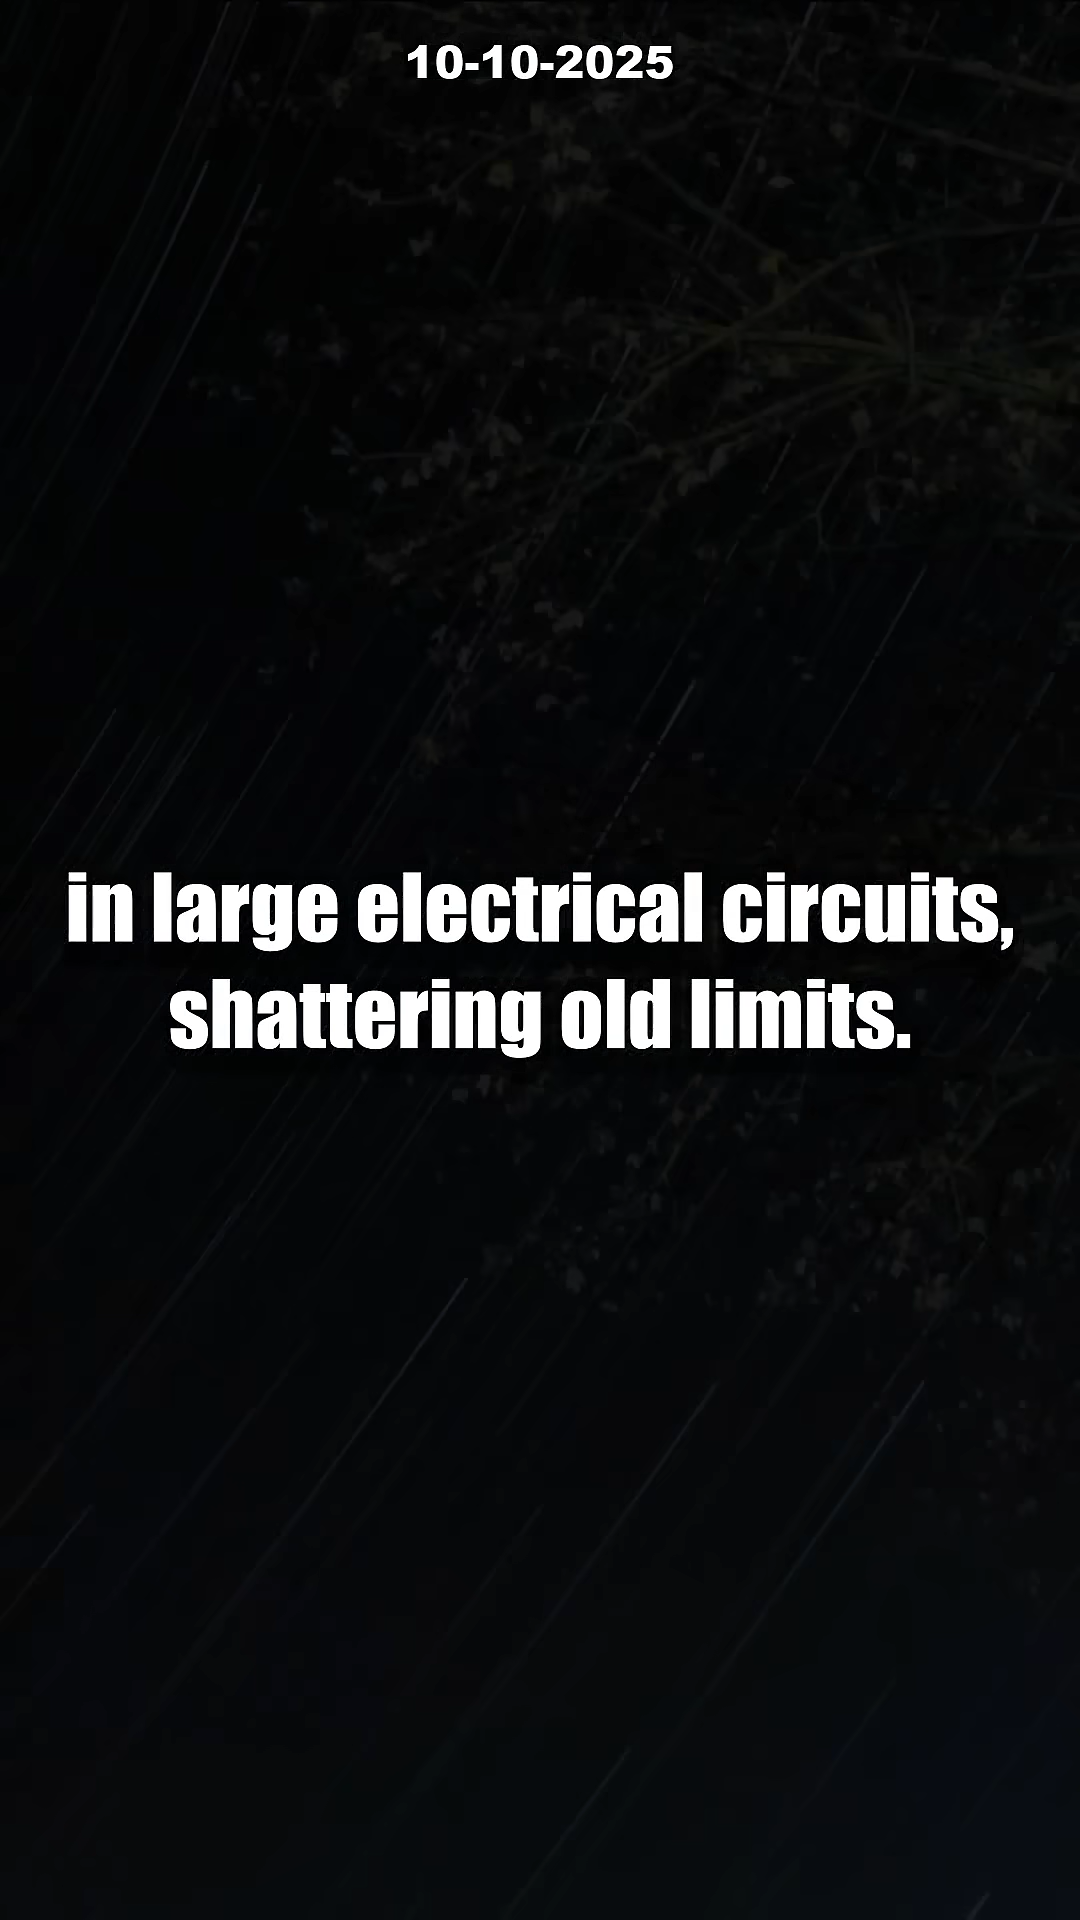 10-10-2025
in large electrical circuits,
shattering old limits.